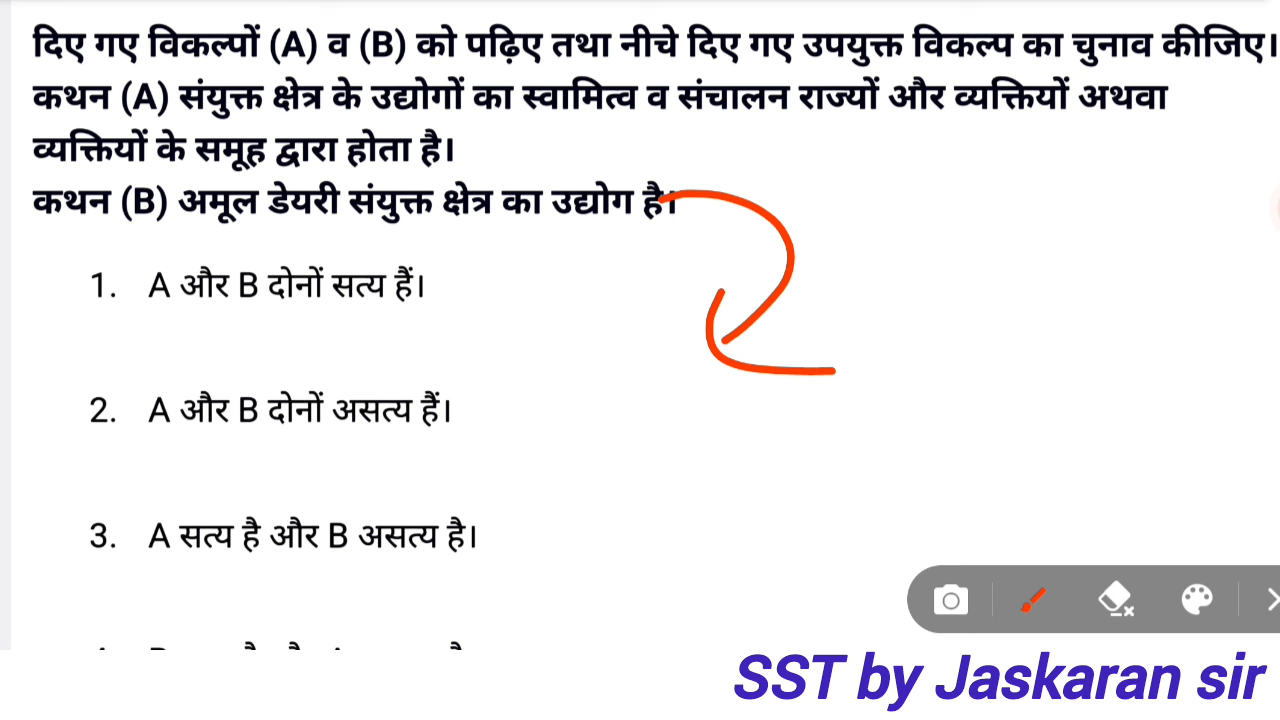 दिए गए विकल्पों (A) व (B) को पढ़िए तथा नीचे दिए गए उपयुक्त विकल्प का चुनाव कीजिए।
कथन (A) संयुक्त क्षेत्र के उद्योगों का स्वामित्व व संचालन राज्यों और व्यक्तियों अथवा
व्यक्तियों के समूह द्वारा होता है।
कथन (B) अमूल डेयरी संयुक्त क्षेत्र का उद्योग है।
1. A और B दोनों सत्य हैं।
2. A और B दोनों असत्य हैं।
3. A सत्य है और B असत्य है।
SST by Jaskaran sir